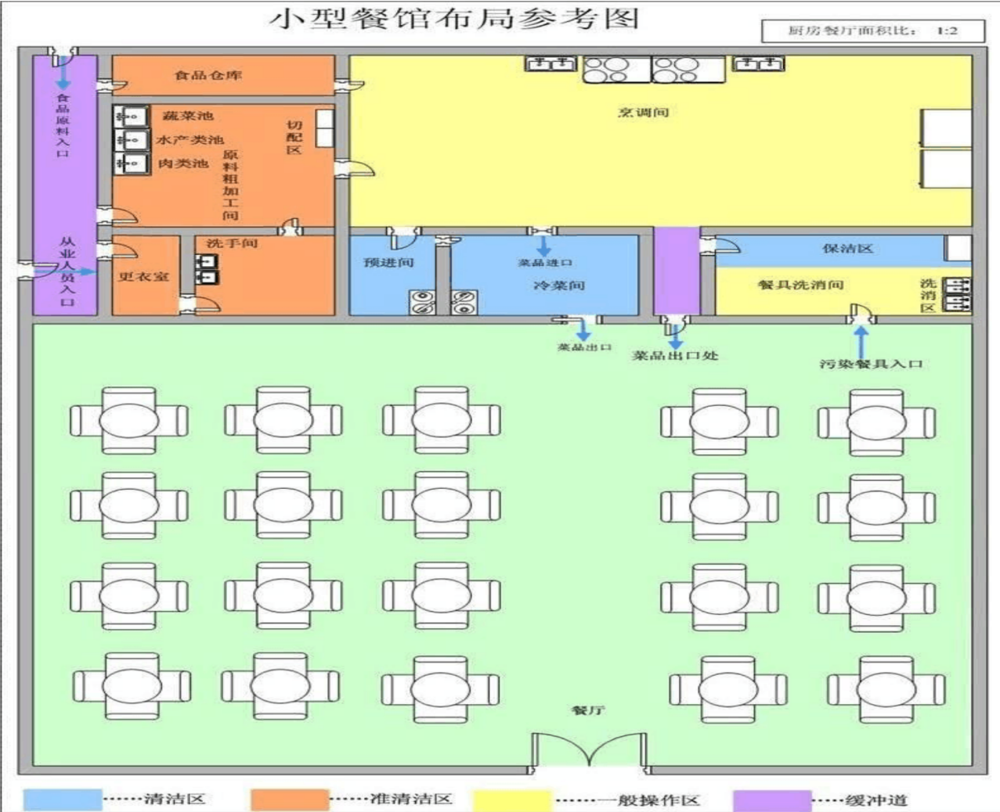 小型餐馆布局参考图
厨房餐厅面积比： 1:2
食品原料入口
食品仓库
蔬菜池
水产类池
肉类池
切配区
原料粗加工间
烹调间
从业人员入口
更衣室
洗手间
预进间
菜品进口
冷菜间
保洁区
餐具洗消间
洗消区
菜品出口
菜品出口处
污染餐具入口
餐厅
……清洁区
……准清洁区
……一般操作区
……缓冲道